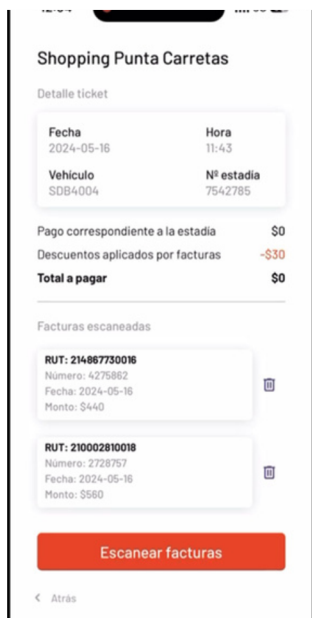 Shopping Punta Carretas
Detalle ticket
Fecha Hora
2024-05-16 11:43
Vehículo Nº estadía
SDB4004 7542785
Pago correspondiente a la estadía $0
Descuentos aplicados por facturas -$30
Total a pagar $0
Facturas escaneadas
RUT: 214867730016
Número: 4275862
Fecha: 2024-05-16
Monto: $440
RUT: 210002810018
Número: 2728757
Fecha: 2024-05-16
Monto: $560
Escanear facturas
< Atrás